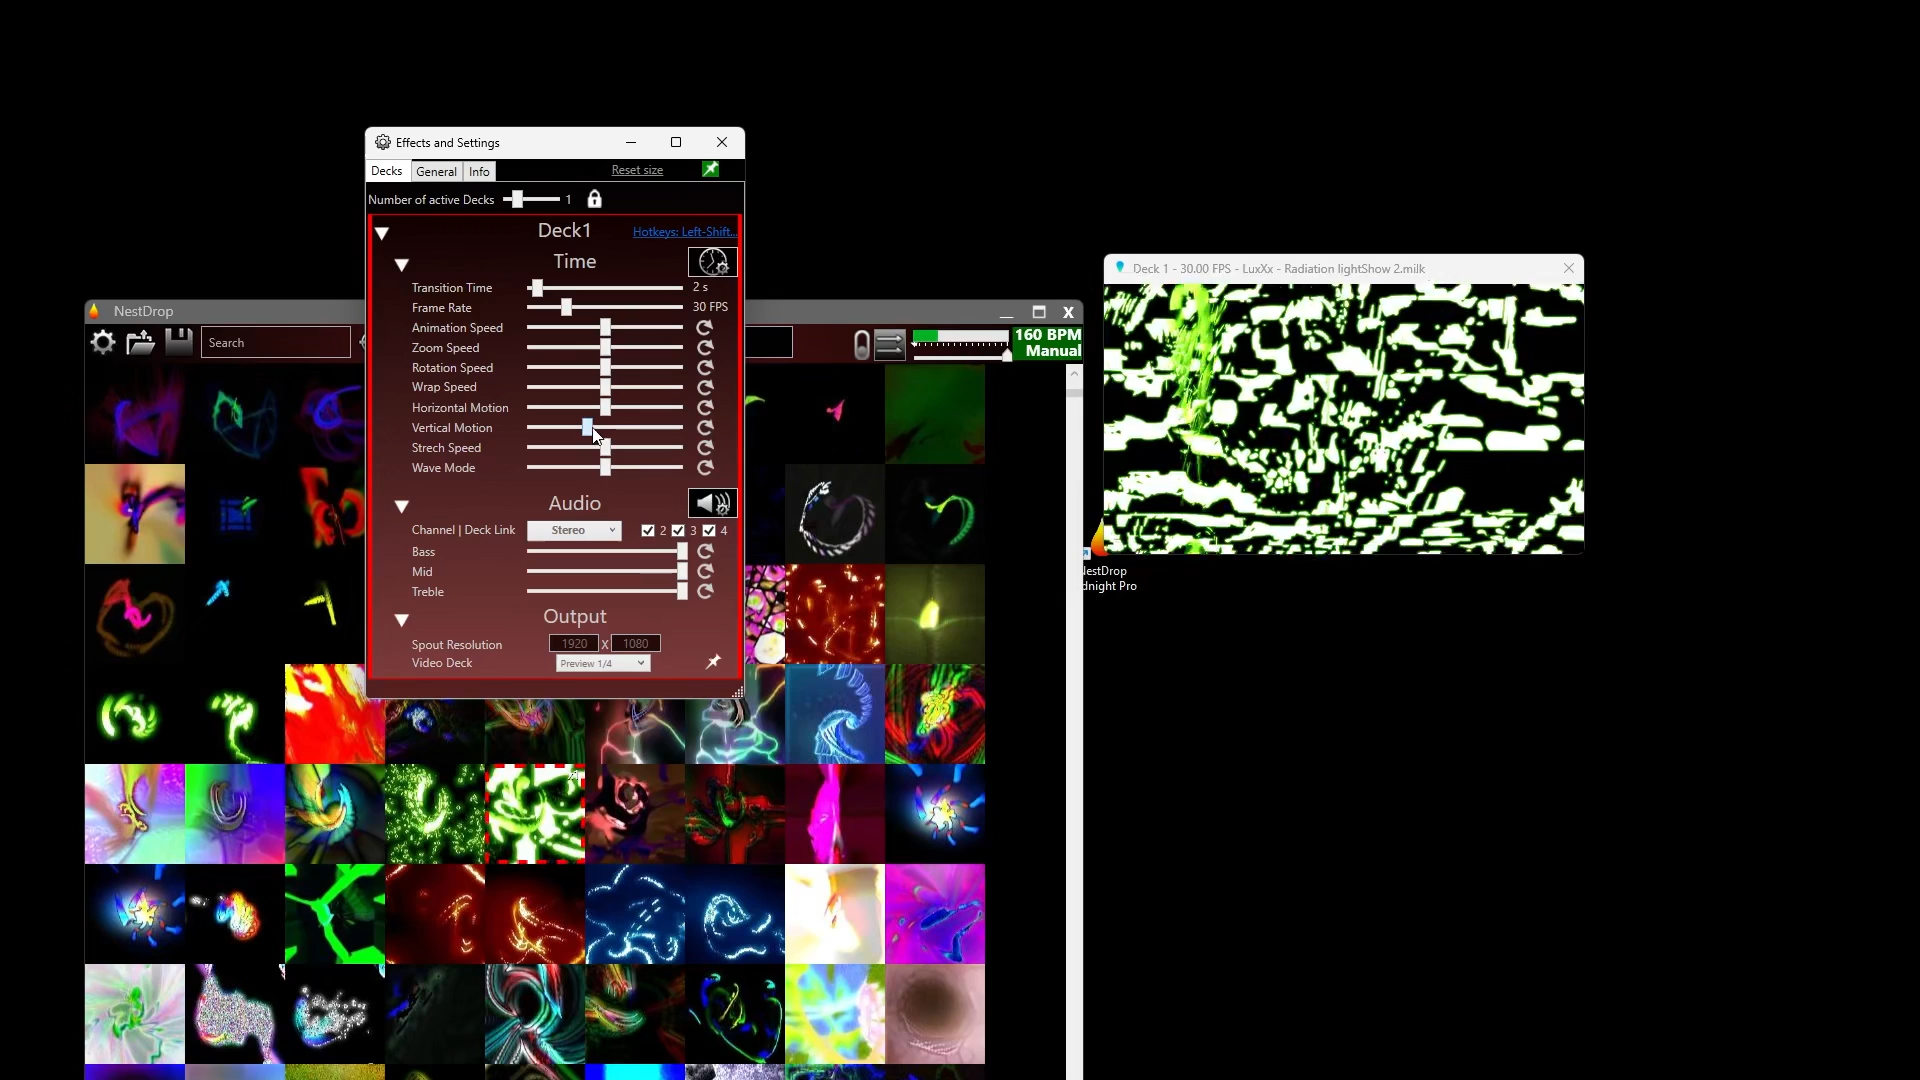 Effects and Settings
Decks General Info Reset size
Number of active Decks 1
Deck1 Hotkeys: Left-Shift...
Time
Transition Time 2 s
Frame Rate 30 FPS
Animation Speed
Zoom Speed
Rotation Speed
Wrap Speed
Horizontal Motion
Vertical Motion
Strech Speed
Wave Mode
Audio
Channel | Deck Link Stereo 2 3 4
Bass
Mid
Treble
Output
Spout Resolution 1920 X 1080
Video Deck Preview 1/4
NestDrop X
Search
160 BPM
Manual
Deck 1 - 30.00 FPS - LuxXx - Radiation lightShow 2.milk
NestDrop
dnight Pro